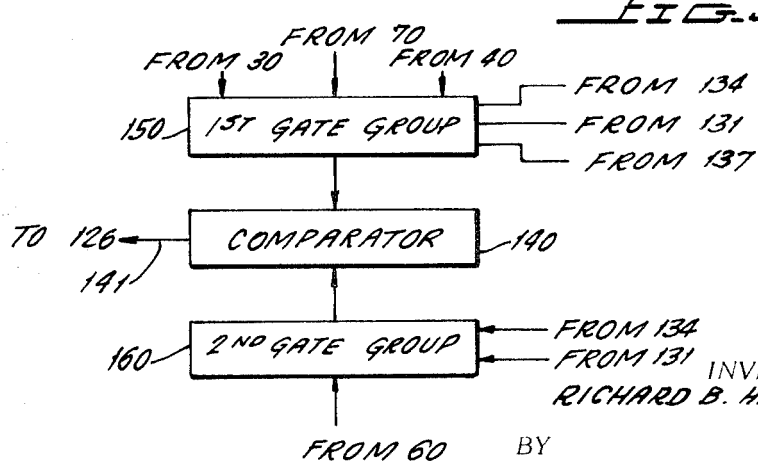 FIG.
FROM 70
FROM 30
FROM 40
FROM 134
150
1ST GATE GROUP
FROM 131
FROM 137
TO 126
COMPARATOR
140
141
160
2ND GATE GROUP
FROM 134
FROM 131
RICHARD B. H
FROM 60
BY